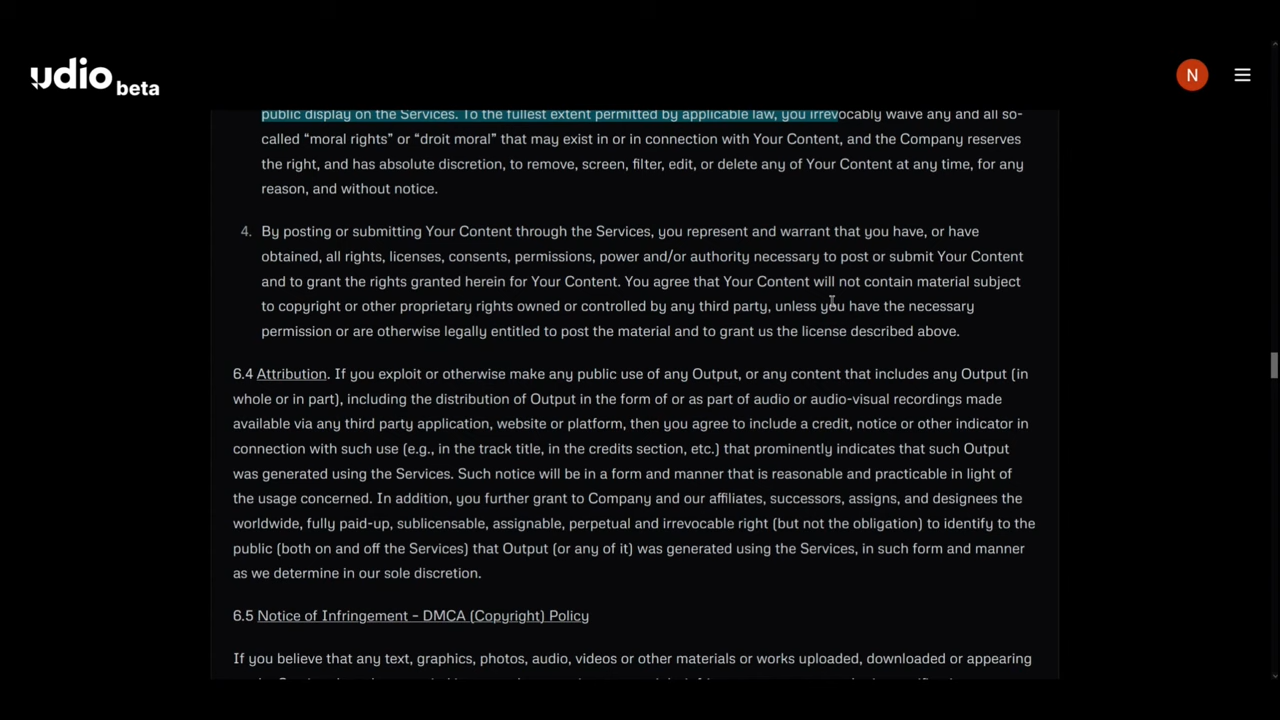 udio beta
N
public display on the Services. To the fullest extent permitted by applicable law, you irrevocably waive any and all so-
called “moral rights” or “droit moral” that may exist in or in connection with Your Content, and the Company reserves
the right, and has absolute discretion, to remove, screen, filter, edit, or delete any of Your Content at any time, for any
reason, and without notice.
4. By posting or submitting Your Content through the Services, you represent and warrant that you have, or have
obtained, all rights, licenses, consents, permissions, power and/or authority necessary to post or submit Your Content
and to grant the rights granted herein for Your Content. You agree that Your Content will not contain material subject
to copyright or other proprietary rights owned or controlled by any third party, unless you have the necessary
permission or are otherwise legally entitled to post the material and to grant us the license described above.
6.4 Attribution. If you exploit or otherwise make any public use of any Output, or any content that includes any Output (in
whole or in part), including the distribution of Output in the form of or as part of audio or audio-visual recordings made
available via any third party application, website or platform, then you agree to include a credit, notice or other indicator in
connection with such use (e.g., in the track title, in the credits section, etc.) that prominently indicates that such Output
was generated using the Services. Such notice will be in a form and manner that is reasonable and practicable in light of
the usage concerned. In addition, you further grant to Company and our affiliates, successors, assigns, and designees the
worldwide, fully paid-up, sublicensable, assignable, perpetual and irrevocable right (but not the obligation) to identify to the
public (both on and off the Services) that Output (or any of it) was generated using the Services, in such form and manner
as we determine in our sole discretion.
6.5 Notice of Infringement – DMCA (Copyright) Policy
If you believe that any text, graphics, photos, audio, videos or other materials or works uploaded, downloaded or appearing